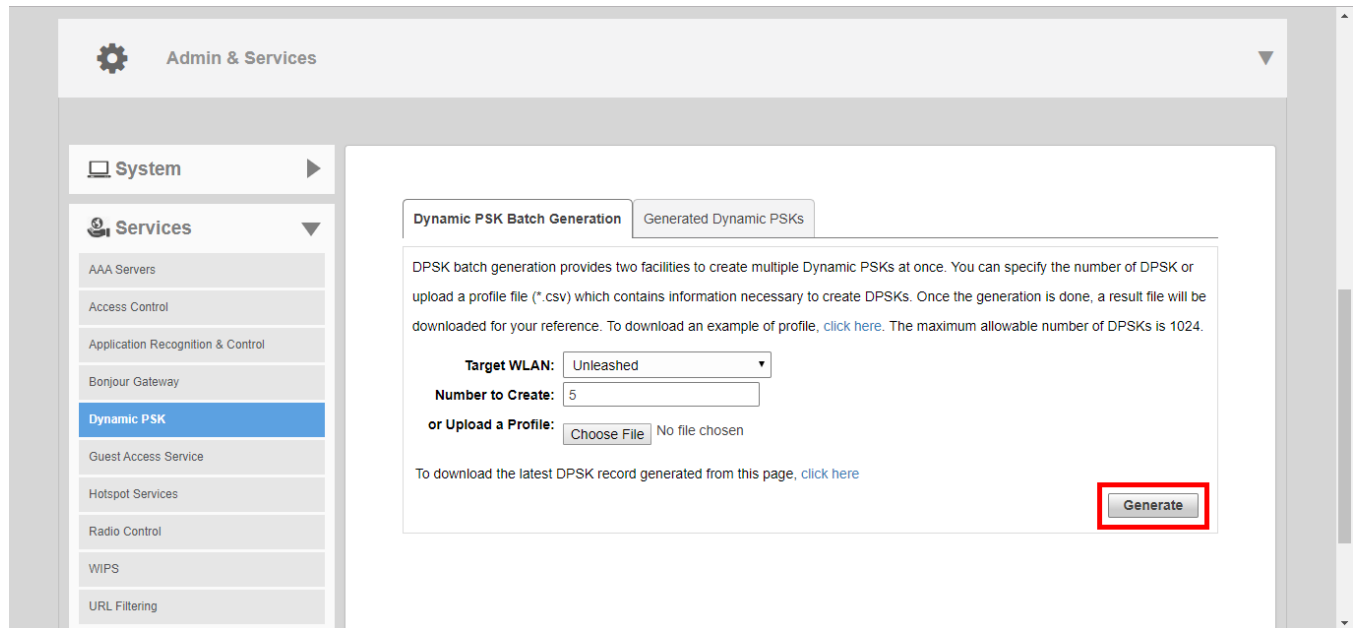 Admin & Services
System
Services
AAA Servers
Access Control
Application Recognition & Control
Bonjour Gateway
Dynamic PSK
Guest Access Service
Hotspot Services
Radio Control
WIPS
URL Filtering
Dynamic PSK Batch Generation
Generated Dynamic PSKs
DPSK batch generation provides two facilities to create multiple Dynamic PSKs at once. You can specify the number of DPSK or
upload a profile file (*.csv) which contains information necessary to create DPSKs. Once the generation is done, a result file will be
downloaded for your reference. To download an example of profile, click here. The maximum allowable number of DPSKs is 1024.
Target WLAN: Unleashed
Number to Create: 5
or Upload a Profile: Choose File No file chosen
To download the latest DPSK record generated from this page, click here
Generate